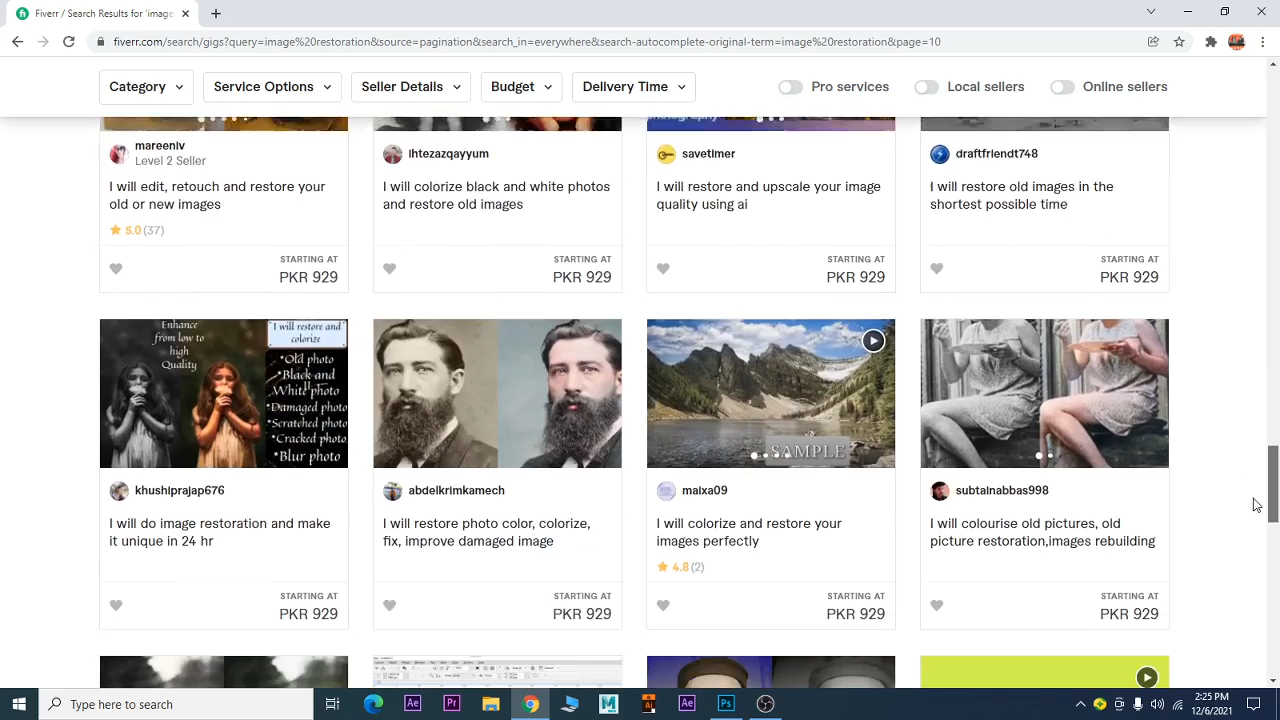 Fiverr / Search Results for 'image
fiverr.com/search/gigs?query=image%20restoration&source=pagination&search_in=everywhere&search-autocomplete-original-term=image%20restoration&page=10
Category
Service Options
Seller Details
Budget
Delivery Time
Pro services
Local sellers
Online sellers
mareeniv
Level 2 Seller
I will edit, retouch and restore your
old or new images
5.0 (37)
STARTING AT
PKR 929
ihtezazqayyum
I will colorize black and white photos
and restore old images
STARTING AT
PKR 929
savetimer
I will restore and upscale your image
quality using ai
STARTING AT
PKR 929
draftfriendt748
I will restore old images in the
shortest possible time
STARTING AT
PKR 929
Enhance
from low to
high
Quality
I will restore and
colorize
*Old photo
*Black and
White photo
*Damaged photo
*Scratched photo
*Cracked photo
*Blur photo
khushiprajap676
I will do image restoration and make
it unique in 24 hr
STARTING AT
PKR 929
abdelkrimkamech
I will restore photo color, colorize,
fix, improve damaged image
STARTING AT
PKR 929
SAMPLE
maixa09
I will colorize and restore your
images perfectly
4.8 (2)
STARTING AT
PKR 929
subtainabbas998
I will colourise old pictures, old
picture restoration,images rebuilding
STARTING AT
PKR 929
Type here to search
2:25 PM
12/6/2021